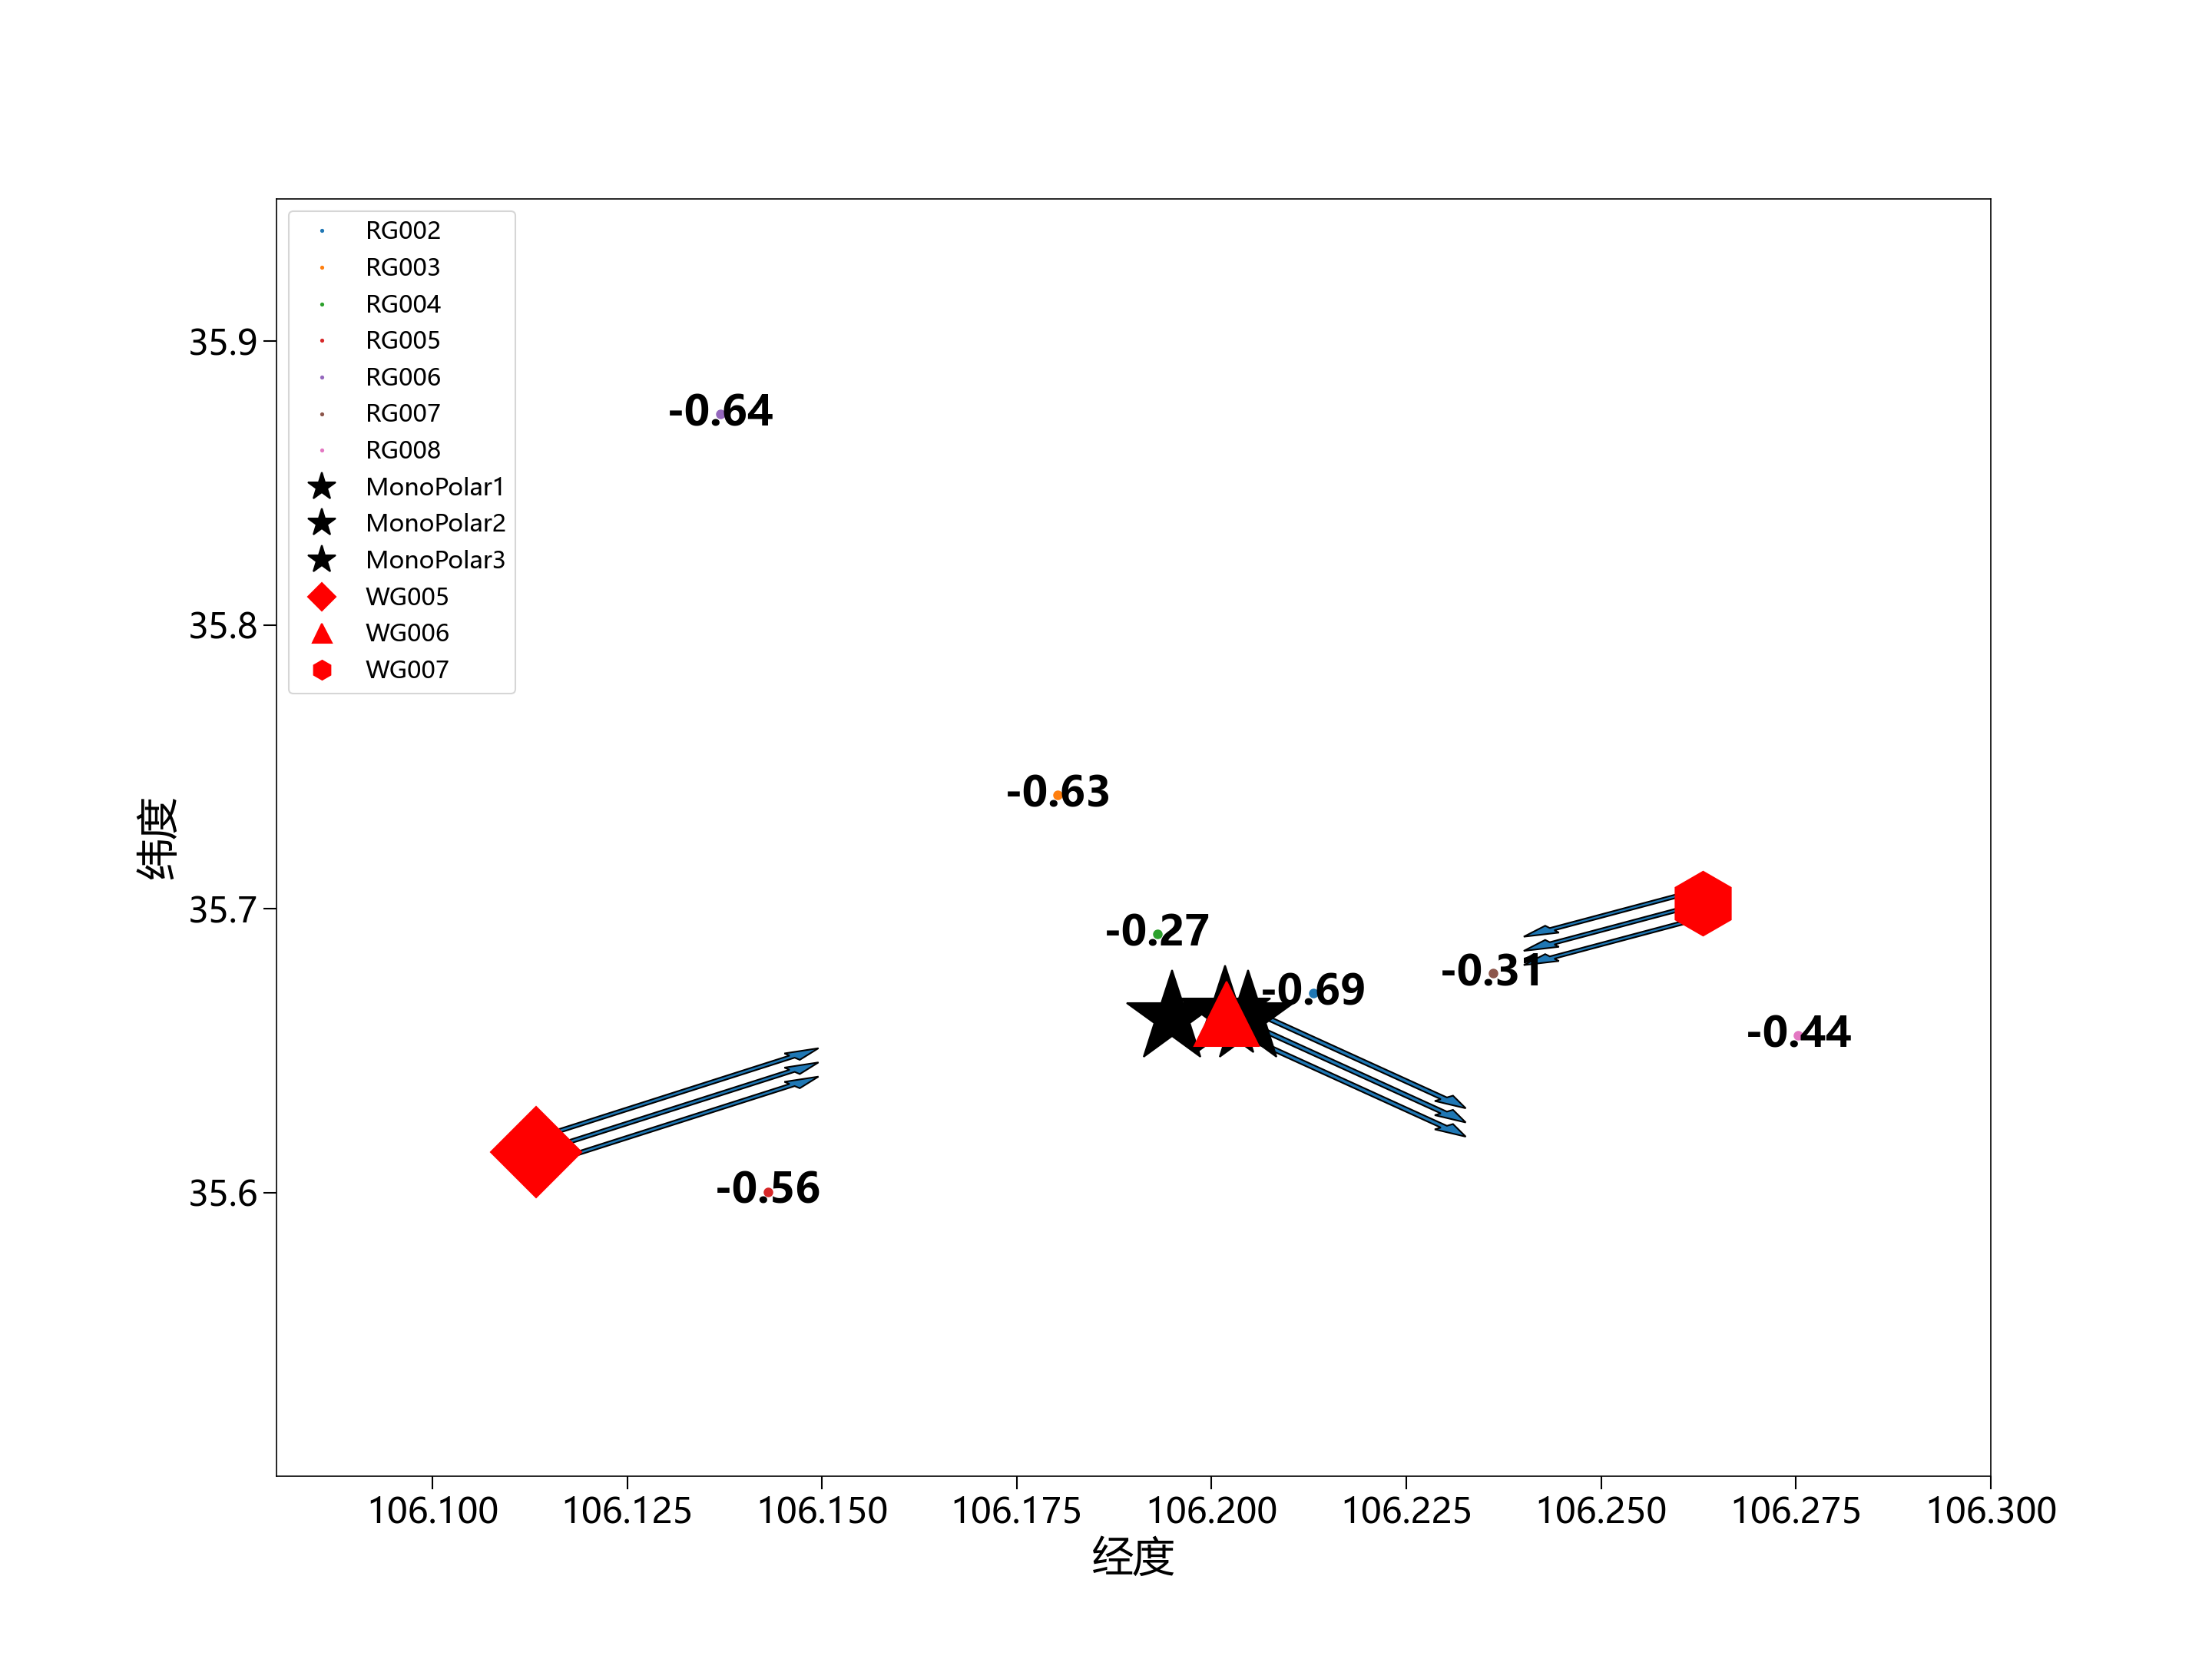 RG002
RG003
RG004
RG005
RG006
RG007
RG008
MonoPolar1
MonoPolar2
MonoPolar3
WG005
WG006
WG007
35.9
35.8
35.7
35.6
纬度
-0.64
-0.63
-0.27
-0.69
-0.31
-0.44
-0.56
106.100
106.125
106.150
106.175
106.200
106.225
106.250
106.275
106.300
经度